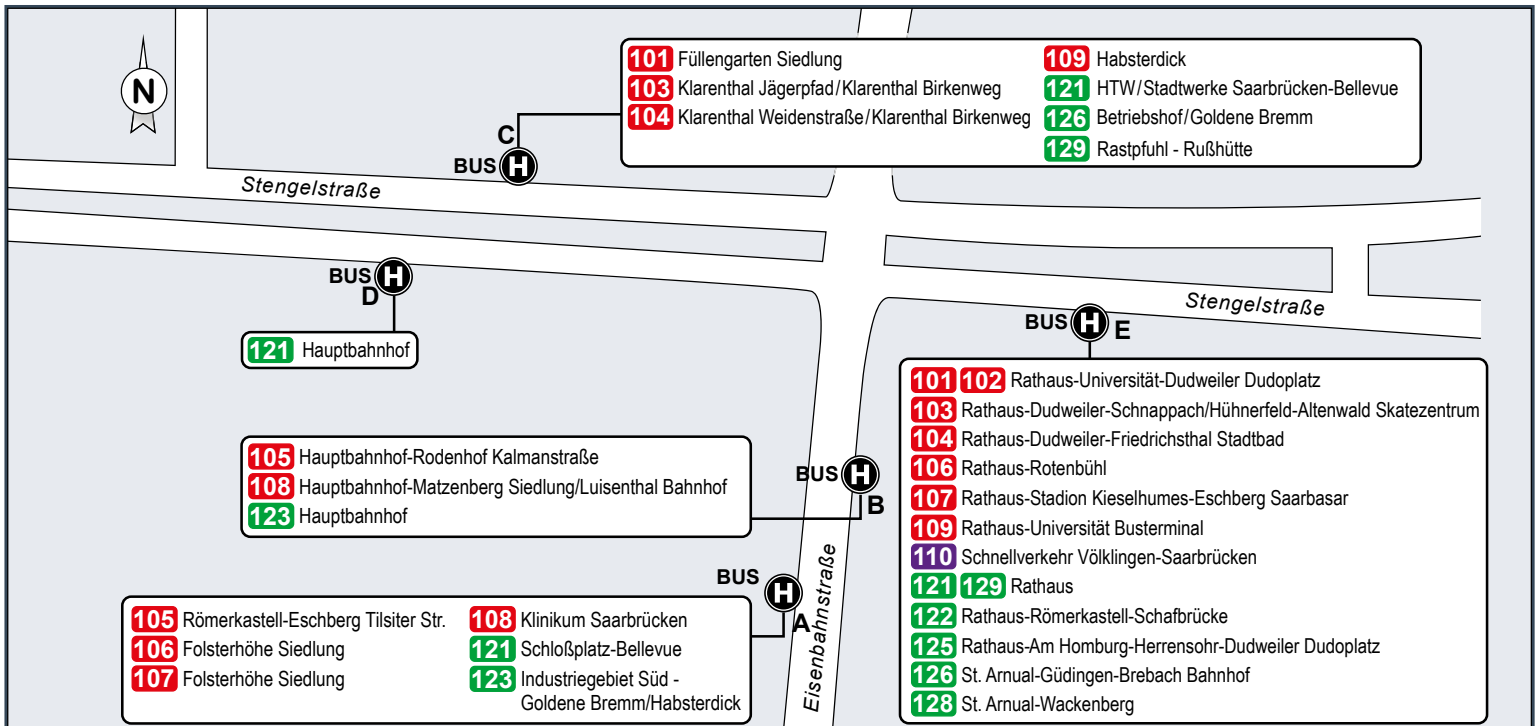 N
101 Füllengarten Siedlung
103 Klarenthal Jägerpfad/Klarenthal Birkenweg
104 Klarenthal Weidenstraße/Klarenthal Birkenweg
109 Habsterdick
121 HTW/Stadtwerke Saarbrücken-Bellevue
126 Betriebshof/Goldene Bremm
129 Rastpfuhl - Rußhütte
C
BUS H
Stengelstraße
BUS H
D
121 Hauptbahnhof
Stengelstraße
BUS H E
101 102 Rathaus-Universität-Dudweiler Dudoplatz
103 Rathaus-Dudweiler-Schnappach/Hühnerfeld-Altenwald Skatezentrum
104 Rathaus-Dudweiler-Friedrichsthal Stadtbad
106 Rathaus-Rotenbühl
107 Rathaus-Stadion Kieselhumes-Eschberg Saarbasar
109 Rathaus-Universität Busterminal
110 Schnellverkehr Völklingen-Saarbrücken
121 129 Rathaus
122 Rathaus-Römerkastell-Schafbrücke
125 Rathaus-Am Homburg-Herrensohr-Dudweiler Dudoplatz
126 St. Arnual-Güdingen-Brebach Bahnhof
128 St. Arnual-Wackenberg
105 Hauptbahnhof-Rodenhof Kalmanstraße
108 Hauptbahnhof-Matzenberg Siedlung/Luisenthal Bahnhof
123 Hauptbahnhof
BUS H
B
BUS H
A
Eisenbahnstraße
105 Römerkastell-Eschberg Tilsiter Str.
106 Folsterhöhe Siedlung
107 Folsterhöhe Siedlung
108 Klinikum Saarbrücken
121 Schloßplatz-Bellevue
123 Industriegebiet Süd -
Goldene Bremm/Habsterdick